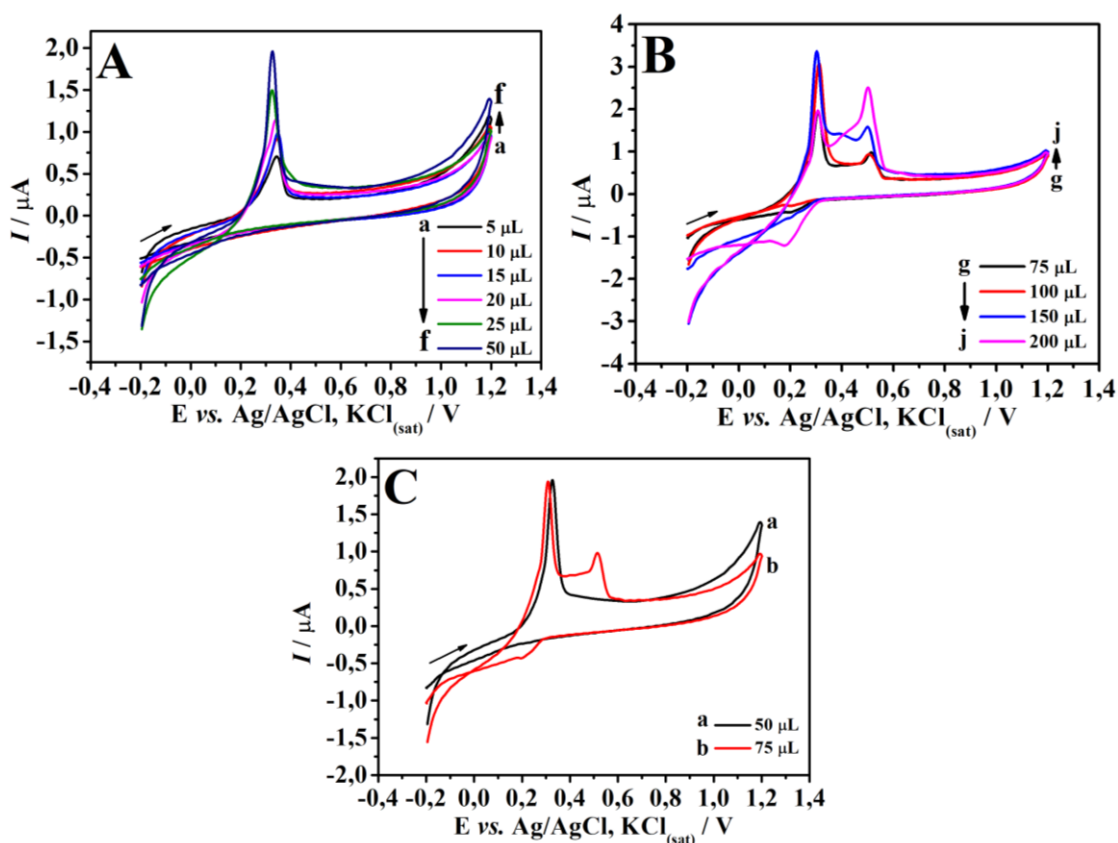 A
2,0
1,5
1,0
0,5
0,0
-0,5
-1,0
-1,5
I / µA
f
a
a
f
5 µL
10 µL
15 µL
20 µL
25 µL
50 µL
-0,4 -0,2 0,0 0,2 0,4 0,6 0,8 1,0 1,2 1,4
E vs. Ag/AgCl, KCl(sat) / V
B
4
3
2
1
0
-1
-2
-3
-4
I / µA
j
g
g
j
75 µL
100 µL
150 µL
200 µL
-0,4 -0,2 0,0 0,2 0,4 0,6 0,8 1,0 1,2 1,4
E vs. Ag/AgCl, KCl(sat) / V
C
2,0
1,5
1,0
0,5
0,0
-0,5
-1,0
-1,5
-2,0
I / µA
a
b
a 50 µL
b 75 µL
-0,4 -0,2 0,0 0,2 0,4 0,6 0,8 1,0 1,2 1,4
E vs. Ag/AgCl, KCl(sat) / V